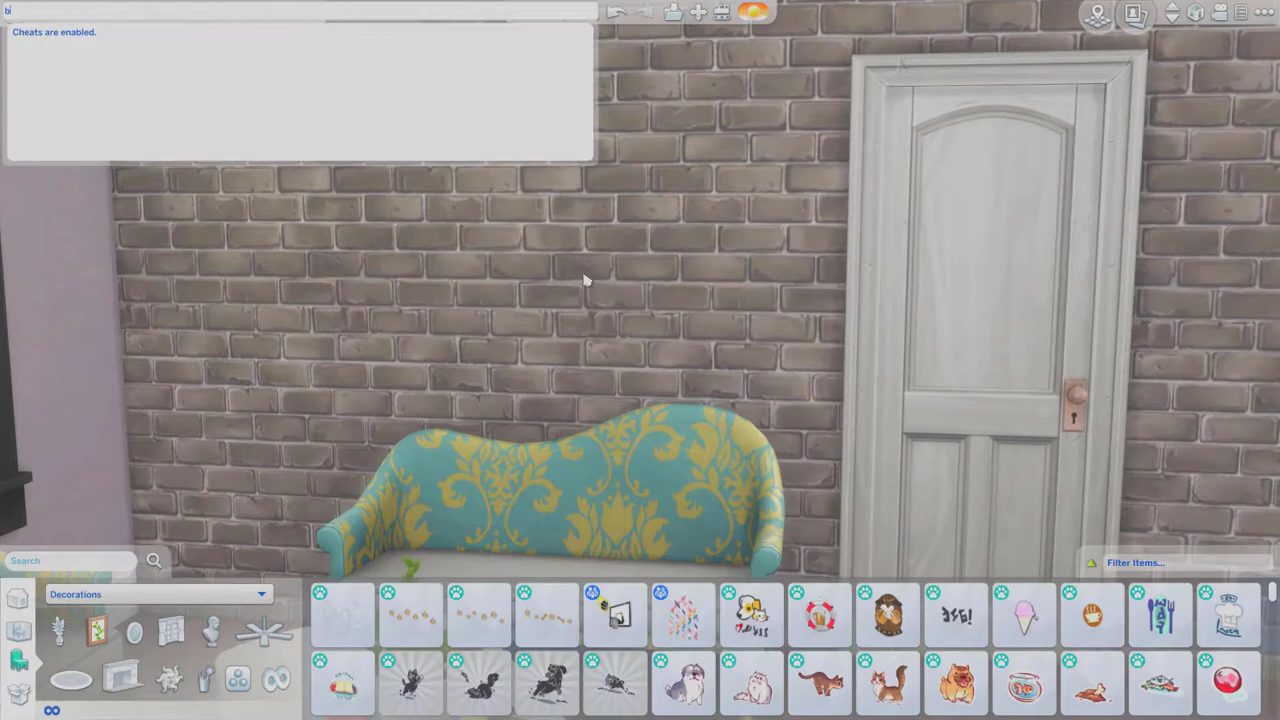 b
Cheats are enabled.
Search
Filter Items...
Decorations